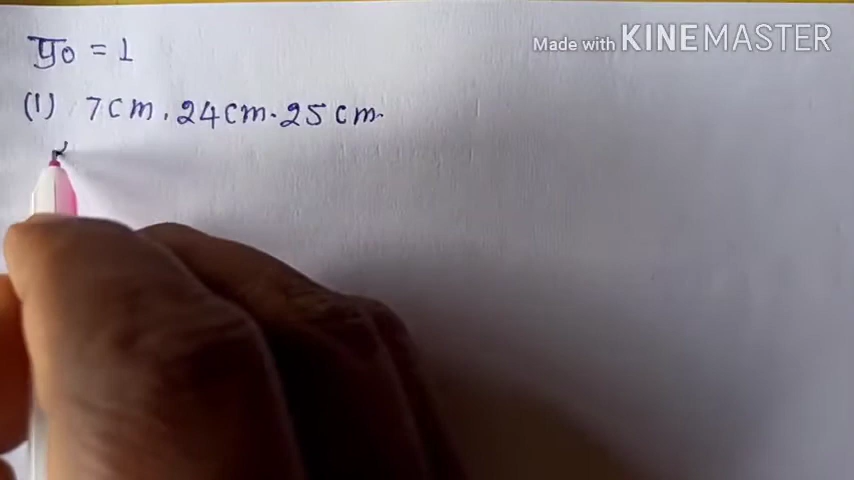 प्र० = 1
Made with KINEMASTER
(1) 7cm. 24cm. 25cm.